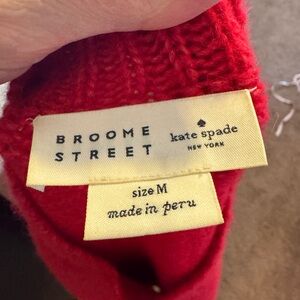 BROOME
STREET
kate spade
NEW YORK
size M
made in peru